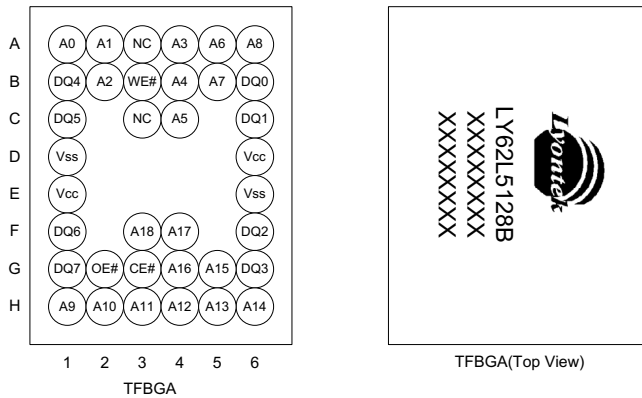 A A0 A1 NC A3 A6 A8
B DQ4 A2 WE# A4 A7 DQ0
C DQ5 NC A5 DQ1
D Vss Vcc
E Vcc Vss
F DQ6 A18 A17 DQ2
G DQ7 OE# CE# A16 A15 DQ3
H A9 A10 A11 A12 A13 A14
1 2 3 4 5 6
TFBGA
Lyontek
LY62L5128B
XXXXXXXX
XXXXXXXX
TFBGA(Top View)